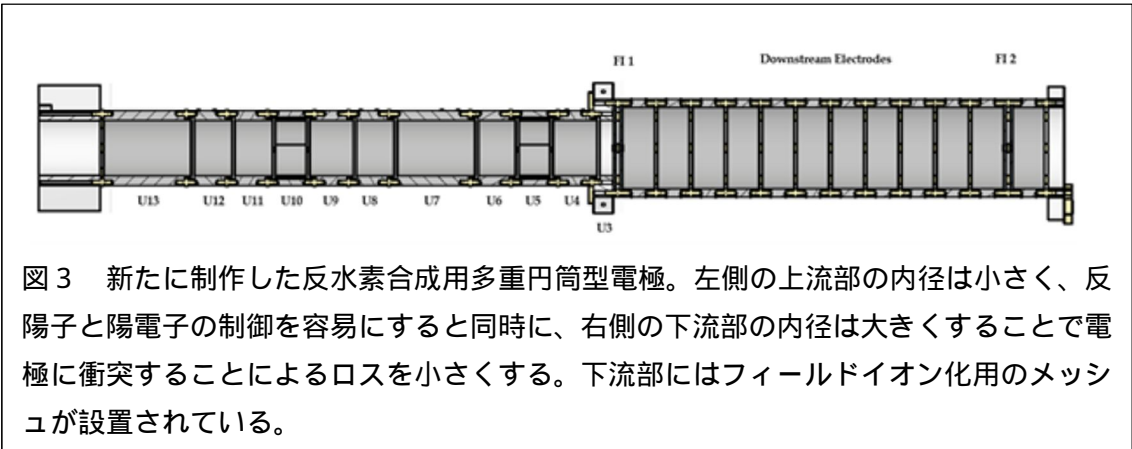 FI 1 Downstream Electrodes FI 2
U13 U12 U11 U10 U9 U8 U7 U6 U5 U4
U3
図３　新たに制作した反水素合成用多重円筒型電極。左側の上流部の内径は小さく、反
陽子と陽電子の制御を容易にすると同時に、右側の下流部の内径は大きくすることで電
極に衝突することによるロスを小さくする。下流部にはフィールドイオン化用のメッシ
ュが設置されている。